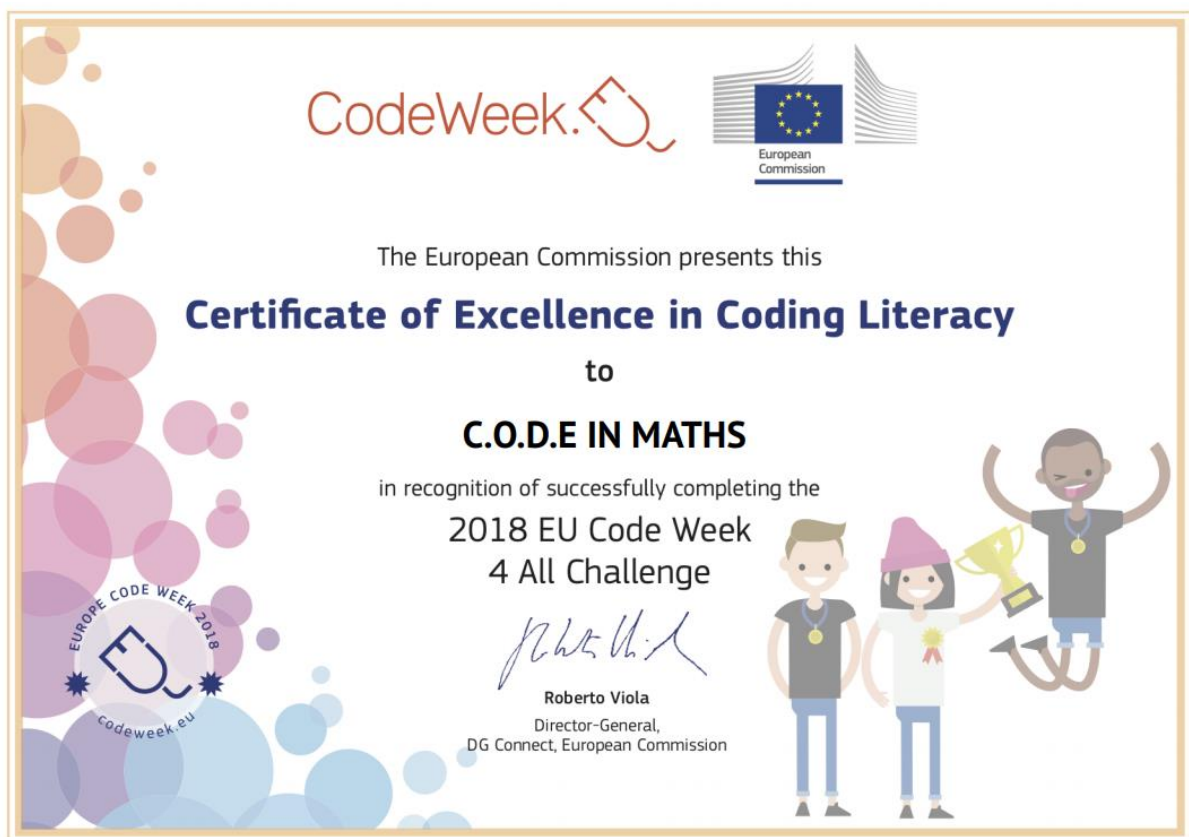 CodeWeek.EU
European
Commission
The European Commission presents this
Certificate of Excellence in Coding Literacy
to
C.O.D.E IN MATHS
in recognition of successfully completing the
2018 EU Code Week
4 All Challenge
Roberto Viola
Director-General,
DG Connect, European Commission
EUROPE CODE WEEK 2018
codeweek.eu